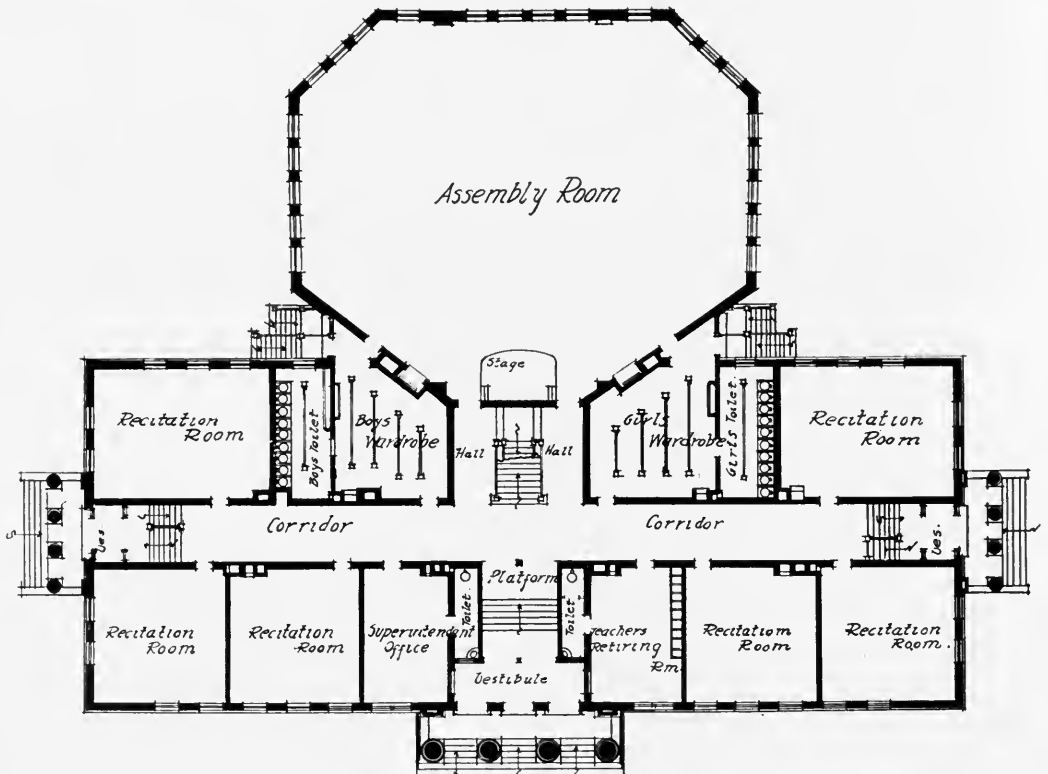 Assembly Room
Stage
Recitation
Room
Boys Toilet
Boys
Wardrobe
Hall
Hall
Girls
Wardrobe
Girls Toilet.
Recitation
Room
Corridor
Corridor
Ves.
Ves.
Platform
Toilet.
Toilet
Recitation
Room
Recitation
Room
Superintendent
Office
Vestibule
Teachers
Retiring
Rm.
Recitation
Room
Recitation
Room.